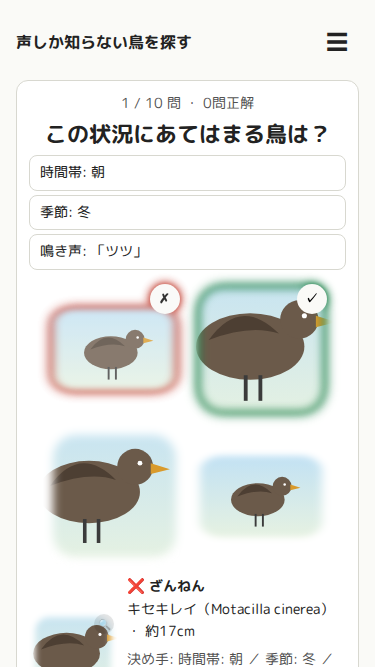 声しか知らない鳥を探す
1 / 10 問 · 0問正解
この状況にあてはまる鳥は？
時間帯: 朝
季節: 冬
鳴き声: 「ツツ」
✗
✓
❌ ざんねん
キセキレイ（Motacilla cinerea）
· 約17cm
決め手: 時間帯: 朝 ／ 季節: 冬 ／